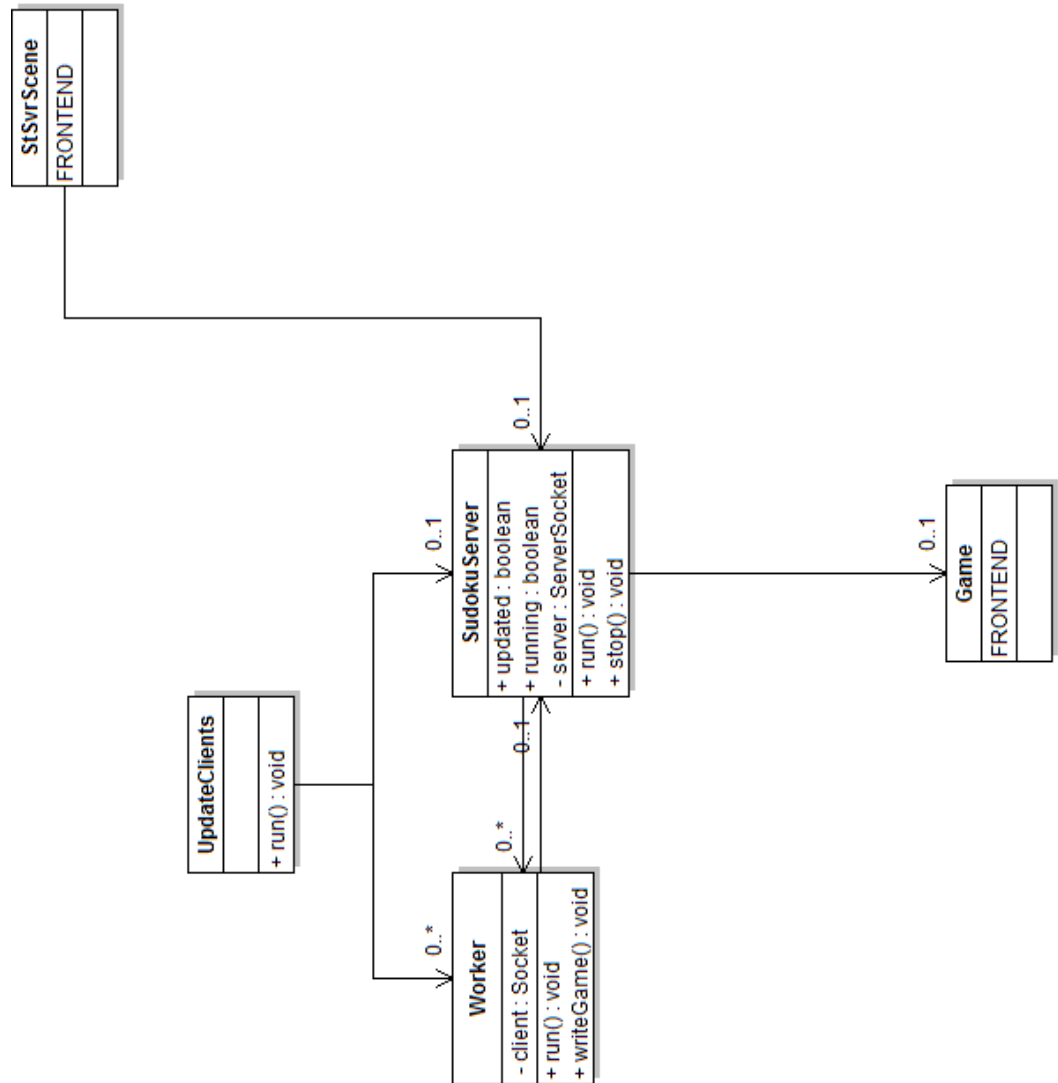 StSvrScene
FRONTEND
UpdateClients
+ run() : void
0..*
0..1
0..1
Worker
- client : Socket
+ run() : void
+ writeGame() : void
0..*
0..1
SudokuServer
+ updated : boolean
+ running : boolean
- server : ServerSocket
+ run() : void
+ stop() : void
0..1
Game
FRONTEND